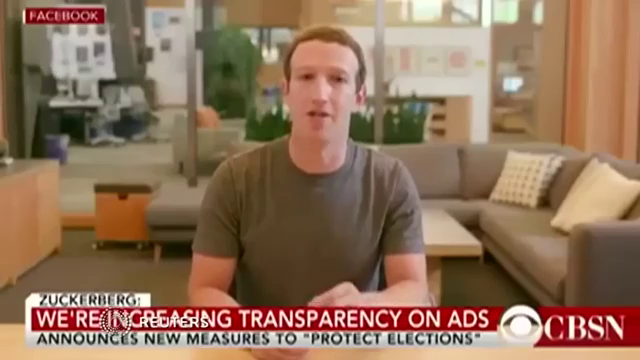 FACEBOOK
ZUCKERBERG:
WE'RE INCREASING TRANSPARENCY ON ADS
REUTERS
ANNOUNCES NEW MEASURES TO "PROTECT ELECTIONS"
CBSN